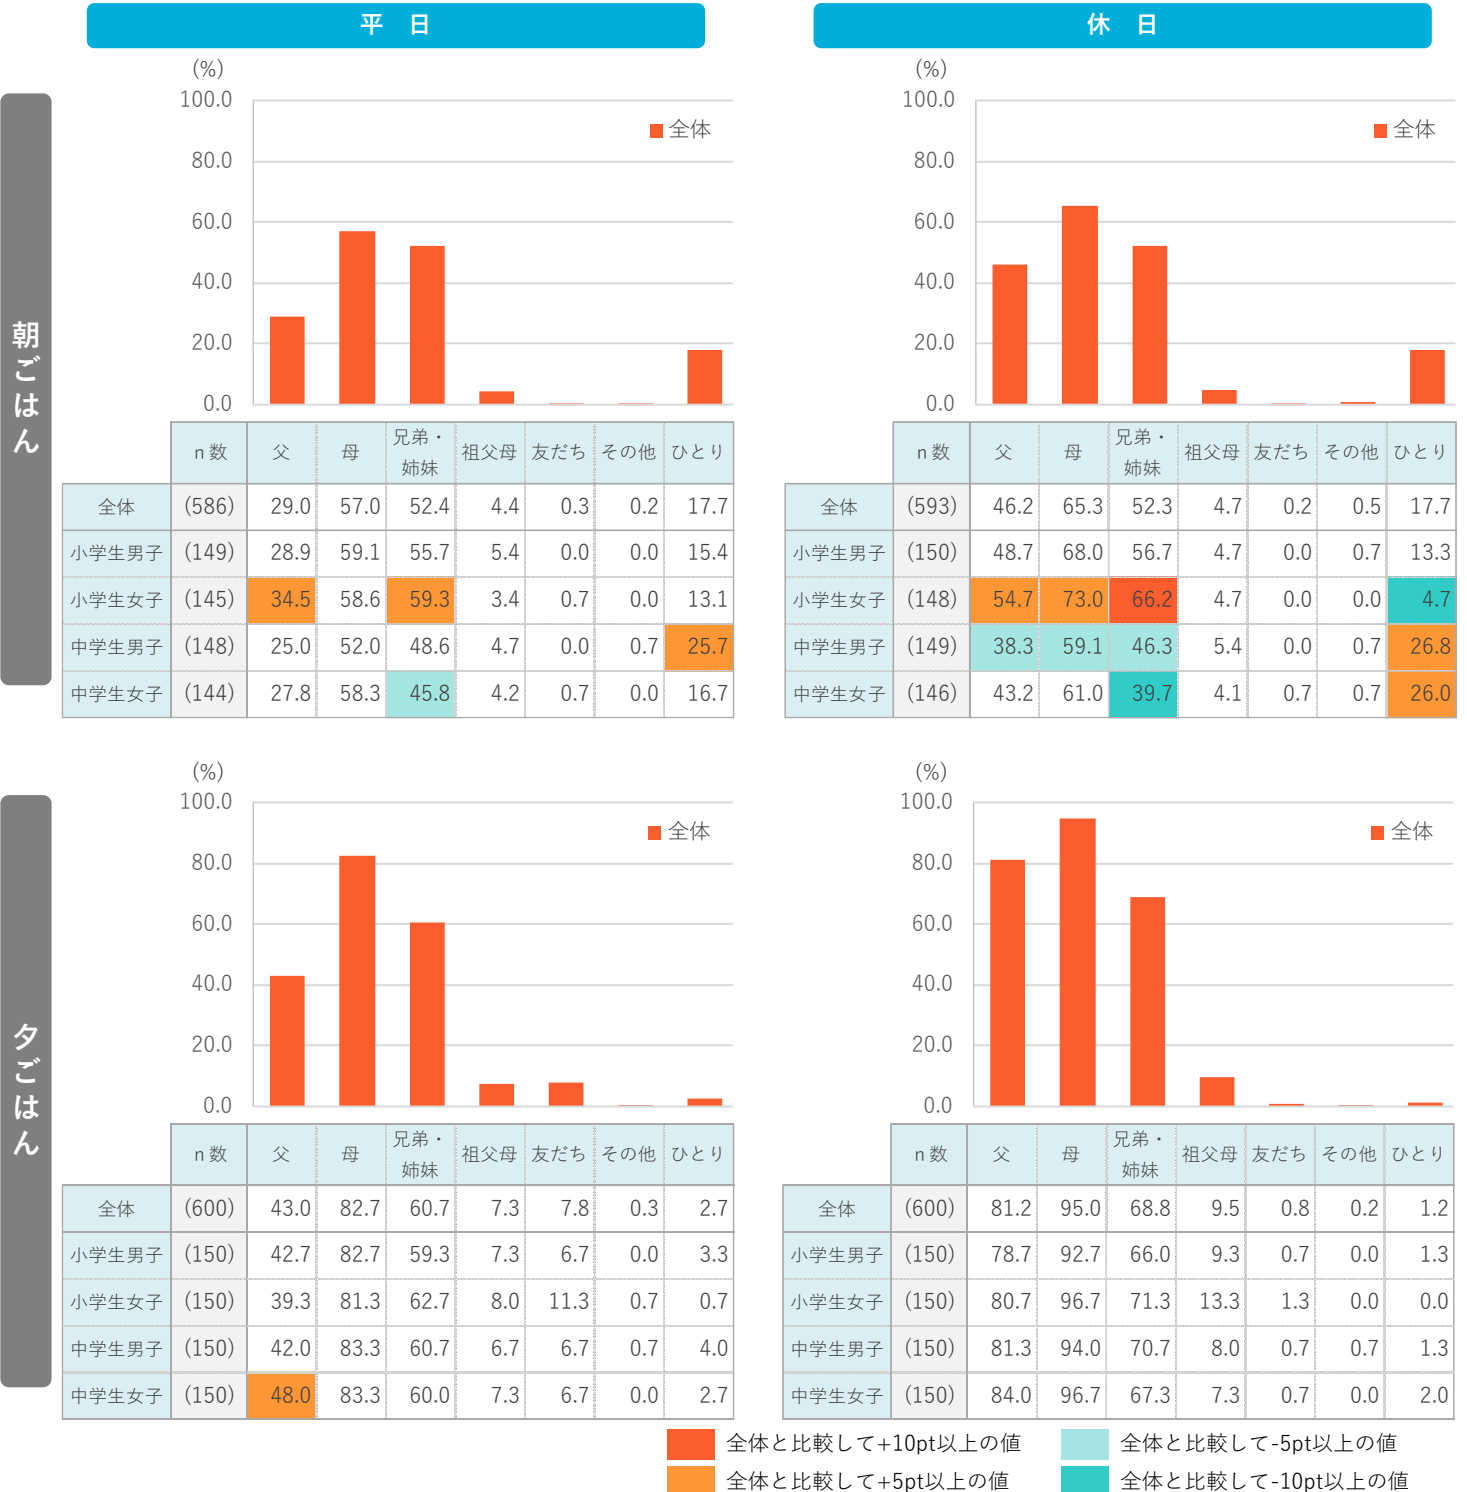 平 日
休 日
朝ごはん
(%)
100.0
80.0
60.0
40.0
20.0
0.0
全体
n 数 父 母 兄弟・姉妹 祖父母 友だち その他 ひとり
全体 (586) 29.0 57.0 52.4 4.4 0.3 0.2 17.7
小学生男子 (149) 28.9 59.1 55.7 5.4 0.0 0.0 15.4
小学生女子 (145) 34.5 58.6 59.3 3.4 0.7 0.0 13.1
中学生男子 (148) 25.0 52.0 48.6 4.7 0.0 0.7 25.7
中学生女子 (144) 27.8 58.3 45.8 4.2 0.7 0.0 16.7
(%)
100.0
80.0
60.0
40.0
20.0
0.0
全体
n 数 父 母 兄弟・姉妹 祖父母 友だち その他 ひとり
全体 (593) 46.2 65.3 52.3 4.7 0.2 0.5 17.7
小学生男子 (150) 48.7 68.0 56.7 4.7 0.0 0.7 13.3
小学生女子 (148) 54.7 73.0 66.2 4.7 0.0 0.0 4.7
中学生男子 (149) 38.3 59.1 46.3 5.4 0.0 0.7 26.8
中学生女子 (146) 43.2 61.0 39.7 4.1 0.7 0.7 26.0
夕ごはん
(%)
100.0
80.0
60.0
40.0
20.0
0.0
全体
n 数 父 母 兄弟・姉妹 祖父母 友だち その他 ひとり
全体 (600) 43.0 82.7 60.7 7.3 7.8 0.3 2.7
小学生男子 (150) 42.7 82.7 59.3 7.3 6.7 0.0 3.3
小学生女子 (150) 39.3 81.3 62.7 8.0 11.3 0.7 0.7
中学生男子 (150) 42.0 83.3 60.7 6.7 6.7 0.7 4.0
中学生女子 (150) 48.0 83.3 60.0 7.3 6.7 0.0 2.7
(%)
100.0
80.0
60.0
40.0
20.0
0.0
全体
n 数 父 母 兄弟・姉妹 祖父母 友だち その他 ひとり
全体 (600) 81.2 95.0 68.8 9.5 0.8 0.2 1.2
小学生男子 (150) 78.7 92.7 66.0 9.3 0.7 0.0 1.3
小学生女子 (150) 80.7 96.7 71.3 13.3 1.3 0.0 0.0
中学生男子 (150) 81.3 94.0 70.7 8.0 0.7 0.7 1.3
中学生女子 (150) 84.0 96.7 67.3 7.3 0.7 0.0 2.0
全体と比較して+10pt以上の値
全体と比較して-5pt以上の値
全体と比較して+5pt以上の値
全体と比較して-10pt以上の値